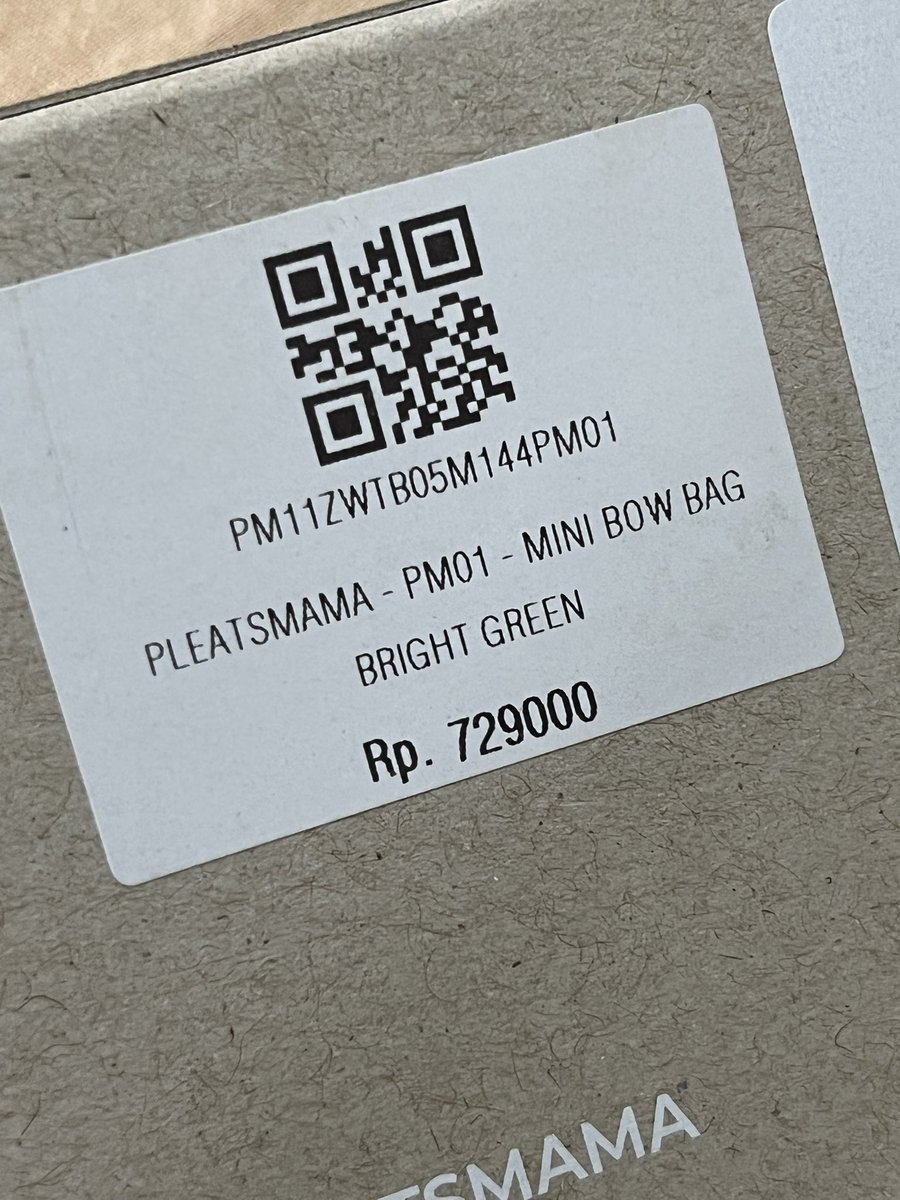 PM11ZWTB05M144PM01
PLEATSMAMA - PM01 - MINI BOW BAG
BRIGHT GREEN
Rp. 729000
TSMAMA